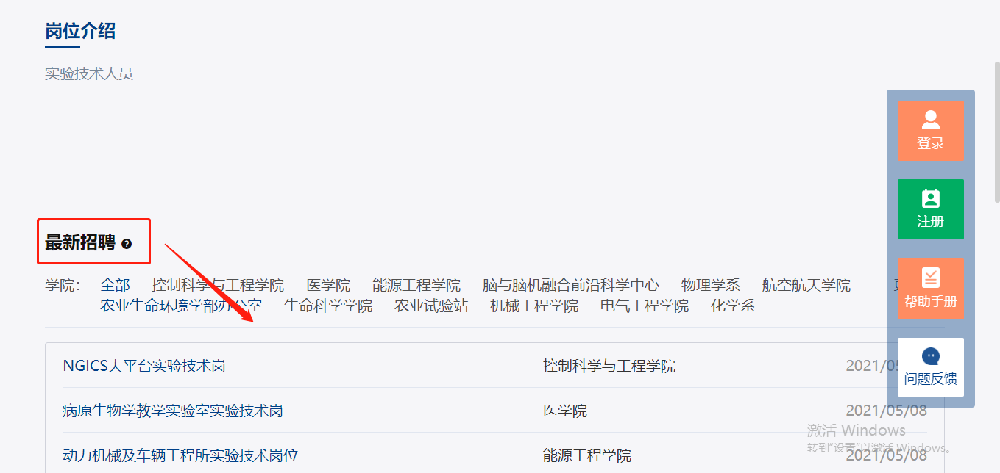 岗位介绍
实验技术人员
登录
注册
帮助手册
问题反馈
最新招聘
学院： 全部 控制科学与工程学院 医学院 能源工程学院 脑与脑机融合前沿科学中心 物理学系 航空航天学院
农业生命环境学部办公室 生命科学学院 农业试验站 机械工程学院 电气工程学院 化学系
NGICS大平台实验技术岗 控制科学与工程学院 2021/05
病原生物学教学实验室实验技术岗 医学院 2021/05/08
动力机械及车辆工程所实验技术岗位 能源工程学院 2021/05/08
激活 Windows
转到"设置"以激活 Windows。